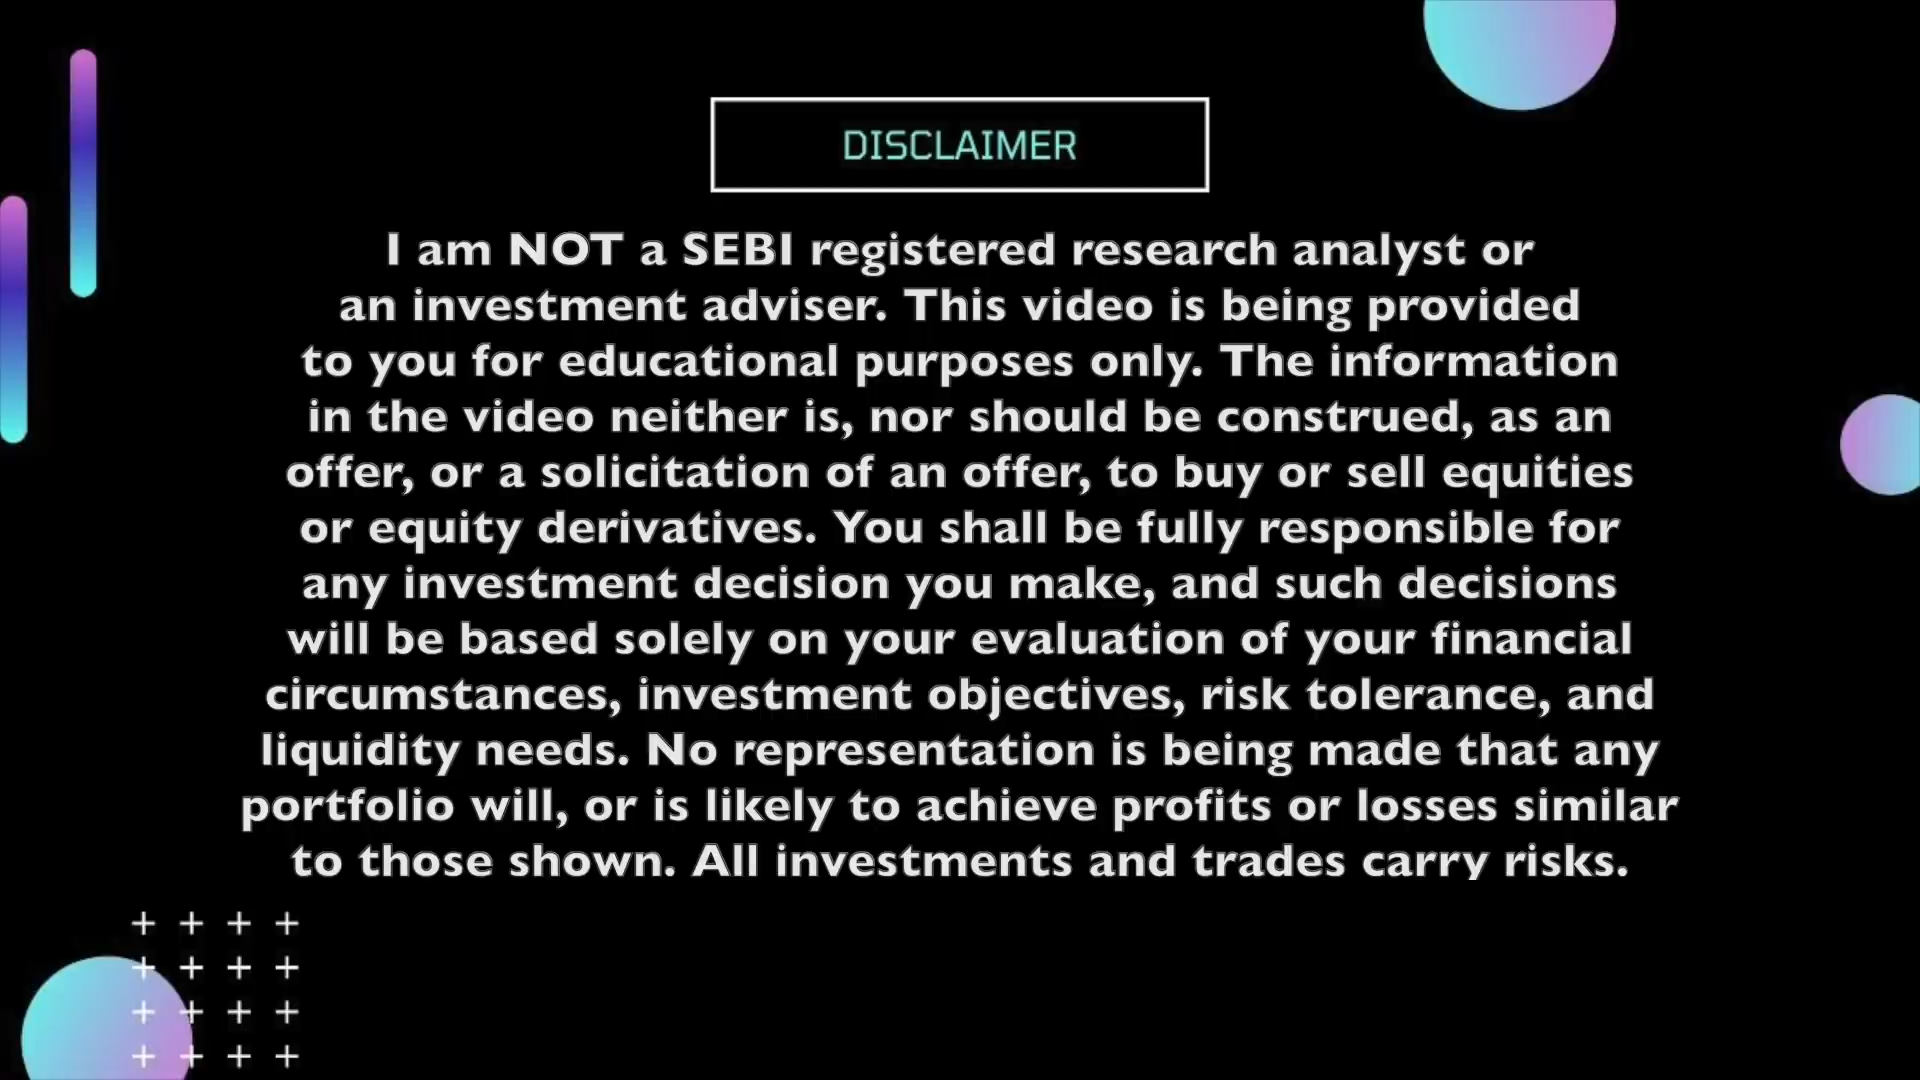 DISCLAIMER
I am NOT a SEBI registered research analyst or
an investment adviser. This video is being provided
to you for educational purposes only. The information
in the video neither is, nor should be construed, as an
offer, or a solicitation of an offer, to buy or sell equities
or equity derivatives. You shall be fully responsible for
any investment decision you make, and such decisions
will be based solely on your evaluation of your financial
circumstances, investment objectives, risk tolerance, and
liquidity needs. No representation is being made that any
portfolio will, or is likely to achieve profits or losses similar
to those shown. All investments and trades carry risks.